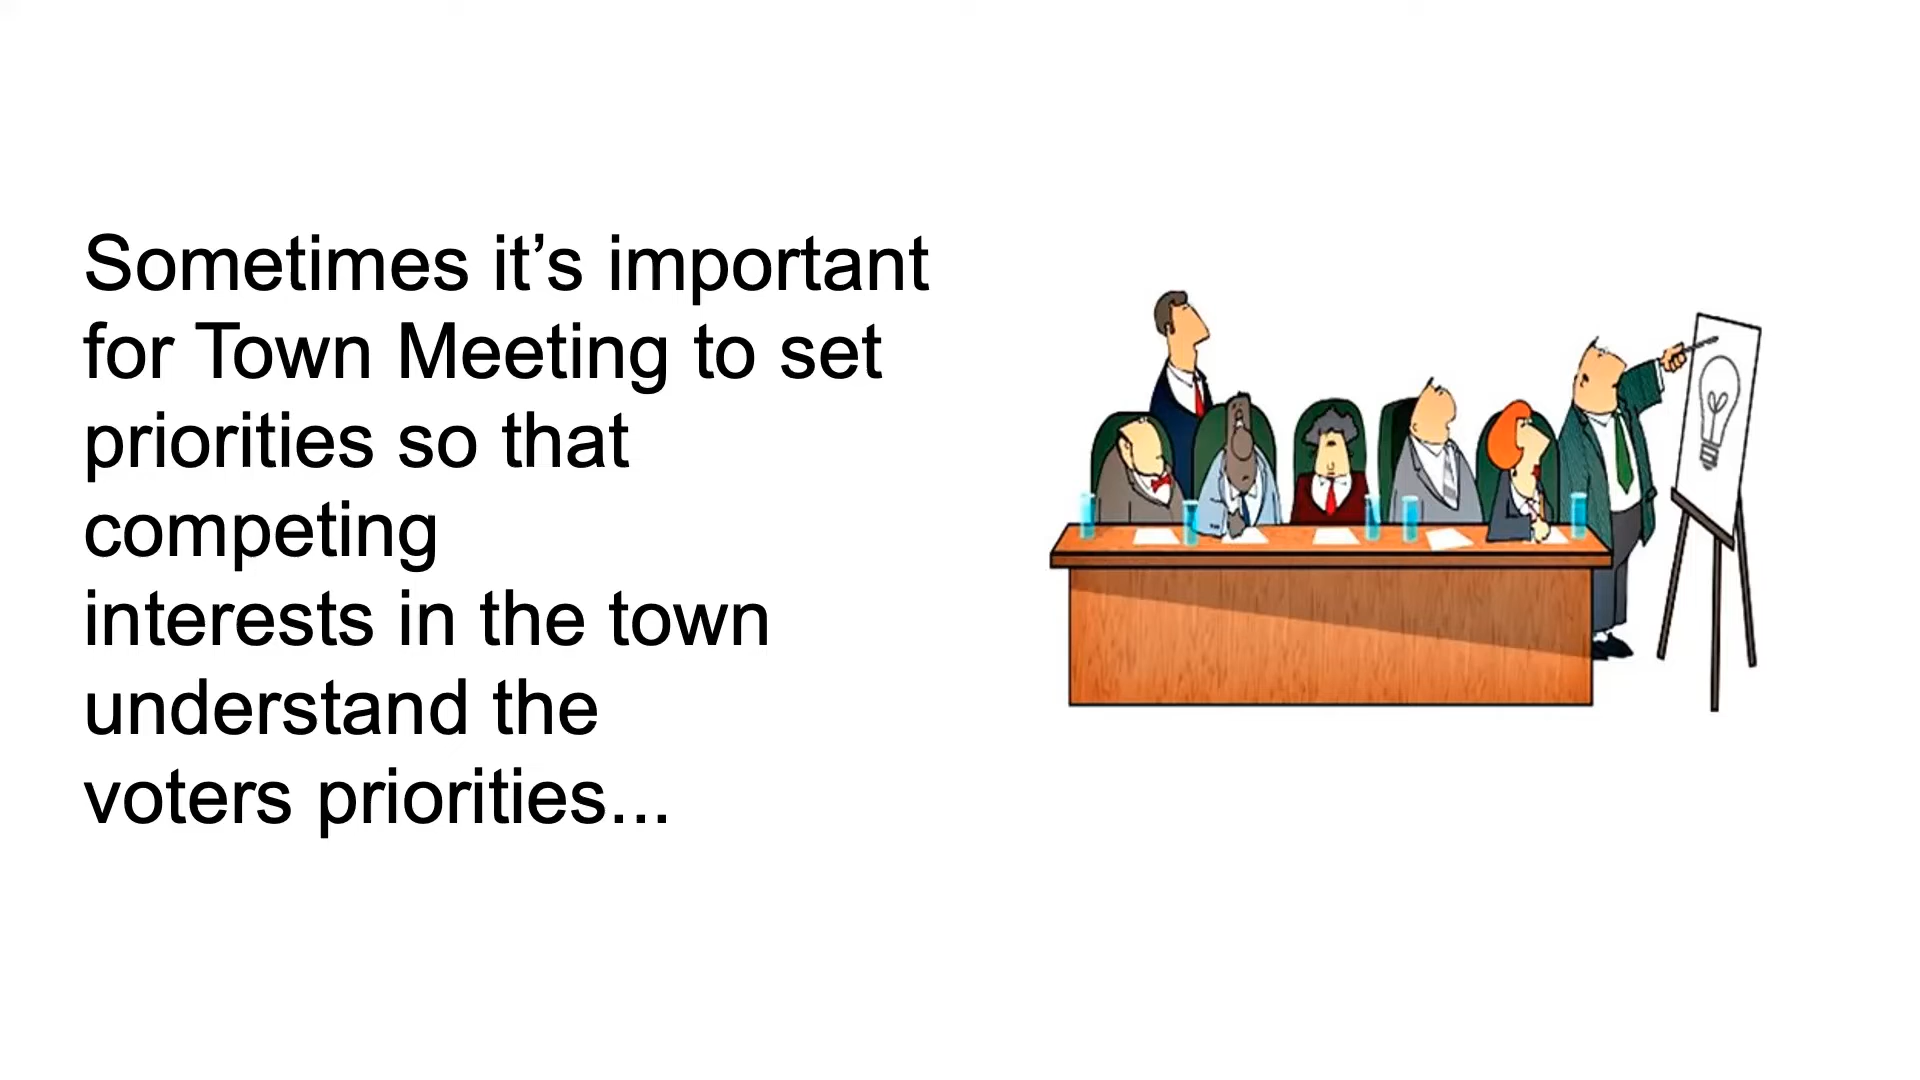 Sometimes it’s important
for Town Meeting to set
priorities so that
competing
interests in the town
understand the
voters priorities...